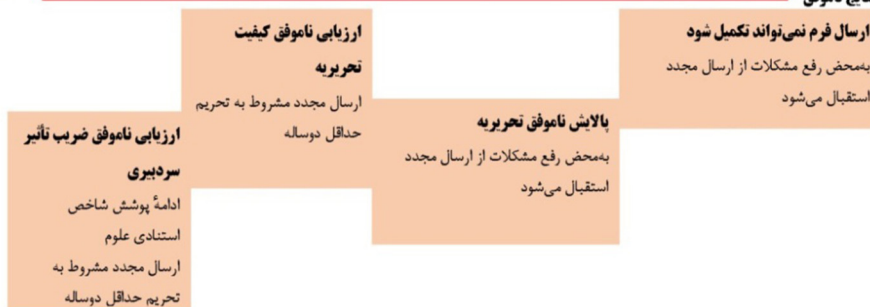 ارسال فرم نمی‌تواند تکمیل شود
به‌محض رفع مشکلات از ارسال مجدد
استقبال می‌شود
پالایش ناموفق تحریریه
به‌محض رفع مشکلات از ارسال مجدد
استقبال می‌شود
ارزیابی ناموفق کیفیت
تحریریه
ارسال مجدد مشروط به تحریم
حداقل دوساله
ارزیابی ناموفق ضریب تأثیر
سردبیری
ادامهٔ پوشش شاخص
استنادی علوم
ارسال مجدد مشروط به
تحریم حداقل دوساله